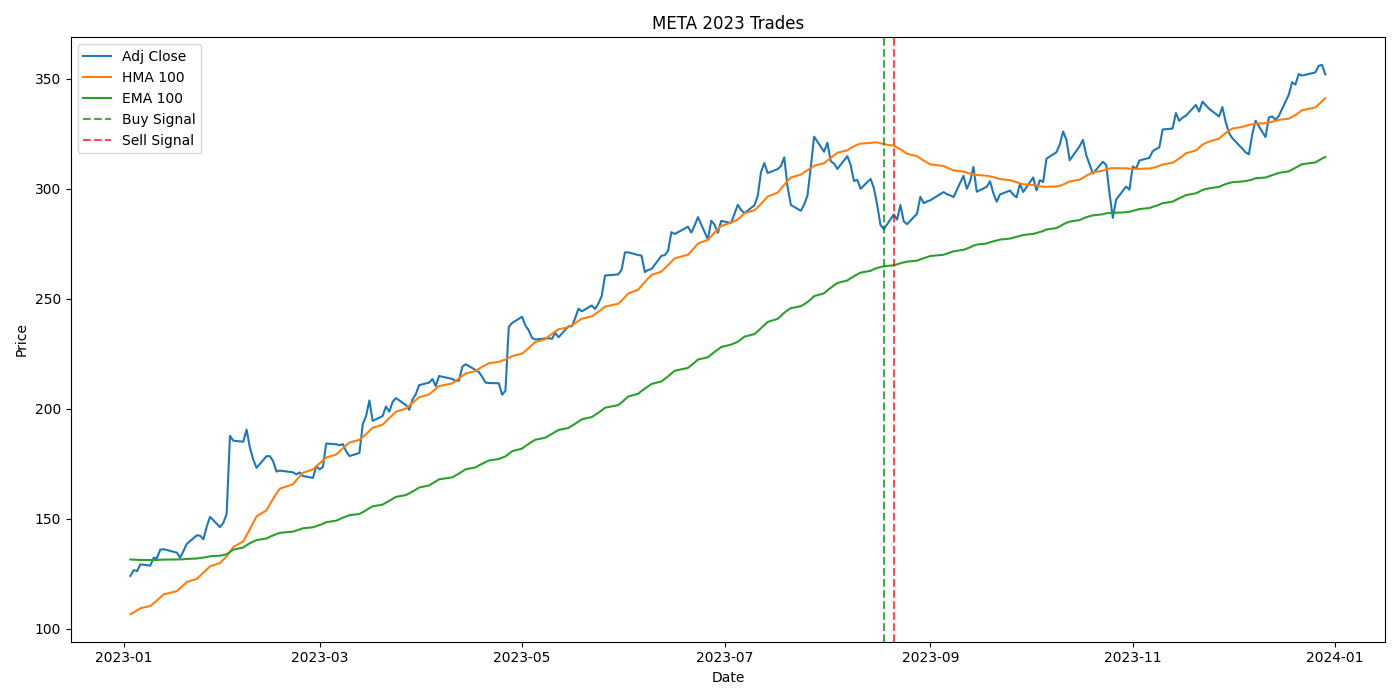 META 2023 Trades
Adj Close
HMA 100
EMA 100
Buy Signal
Sell Signal
Price
350
300
250
200
150
100
2023-01
2023-03
2023-05
2023-07
2023-09
2023-11
2024-01
Date